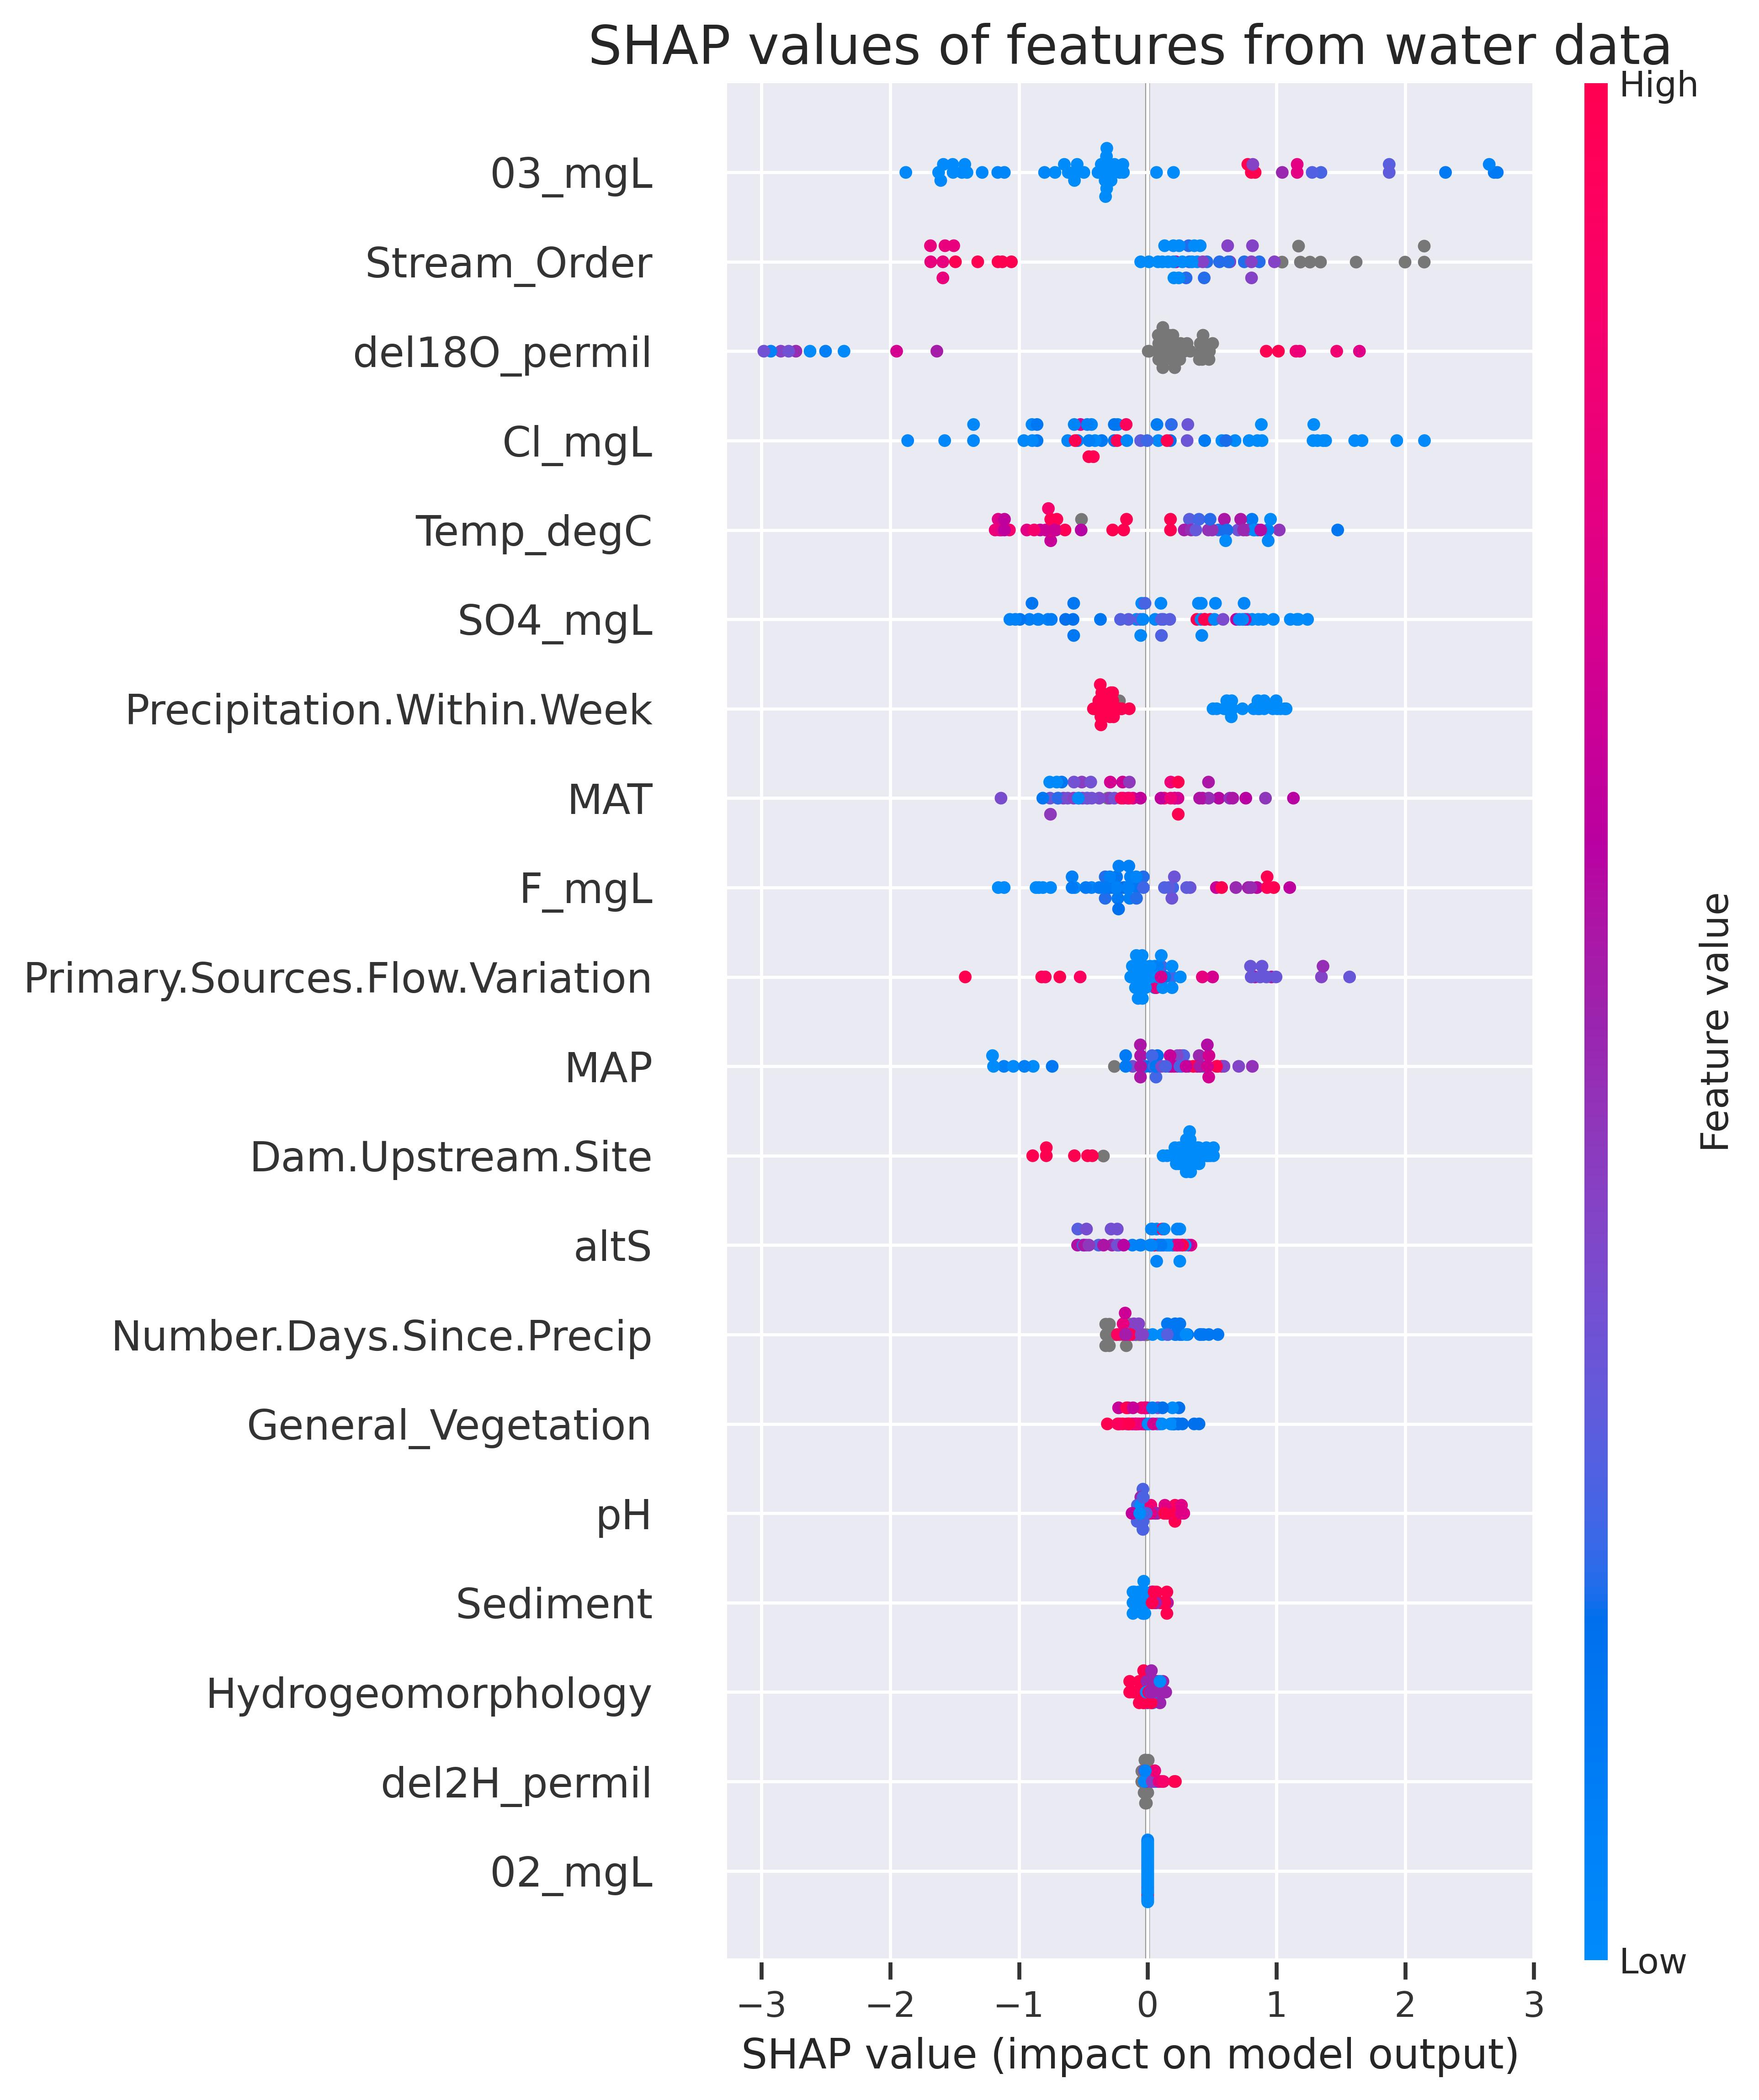 SHAP values of features from water data
High
03_mgL
Stream_Order
del18O_permil
Cl_mgL
Temp_degC
SO4_mgL
Precipitation.Within.Week
MAT
F_mgL
Primary.Sources.Flow.Variation
MAP
Dam.Upstream.Site
altS
Number.Days.Since.Precip
General_Vegetation
pH
Sediment
Hydrogeomorphology
del2H_permil
02_mgL
Feature value
Low
−3 −2 −1 0 1 2 3
SHAP value (impact on model output)